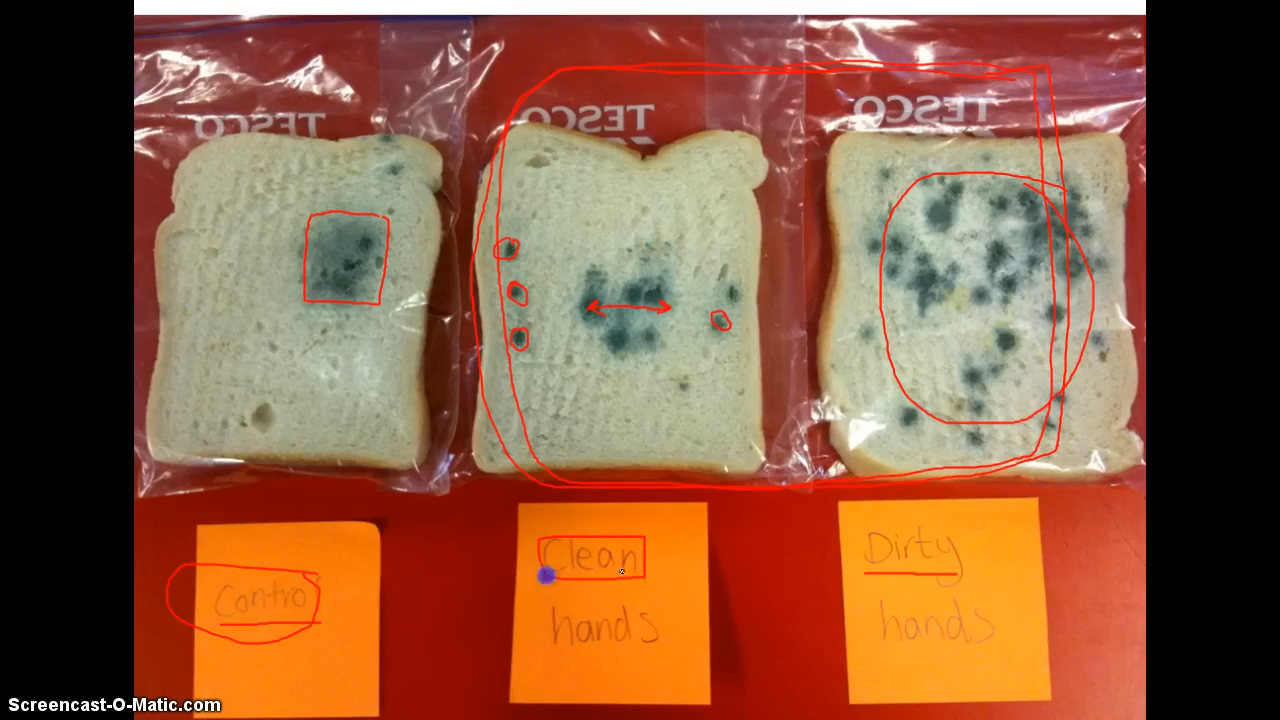 TESCO
TESCO
TESCO
Control
Clean
hands
Dirty
hands
Screencast-O-Matic.com